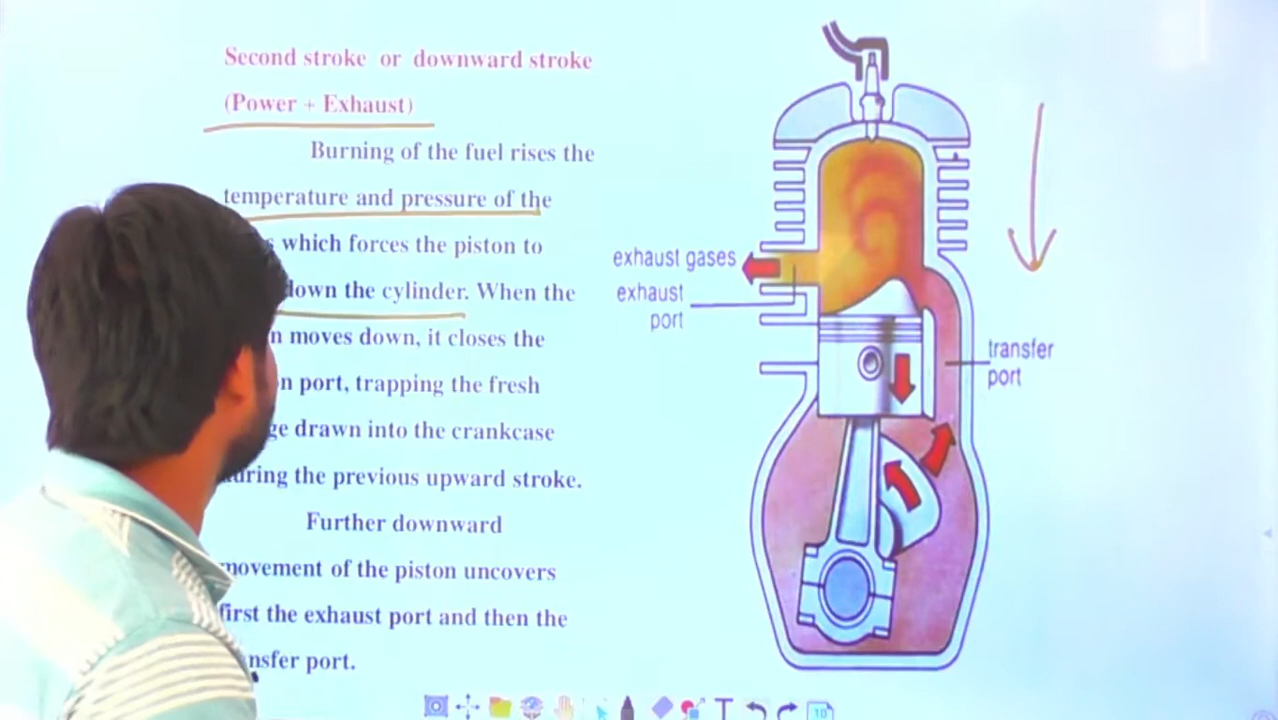 Second stroke or downward stroke
(Power + Exhaust)
Burning of the fuel rises the
temperature and pressure of the
which forces the piston to
down the cylinder. When the
moves down, it closes the
port, trapping the fresh
drawn into the crankcase
during the previous upward stroke.
Further downward
movement of the piston uncovers
first the exhaust port and then the
transfer port.
exhaust gases
exhaust
port
transfer
port
T
10